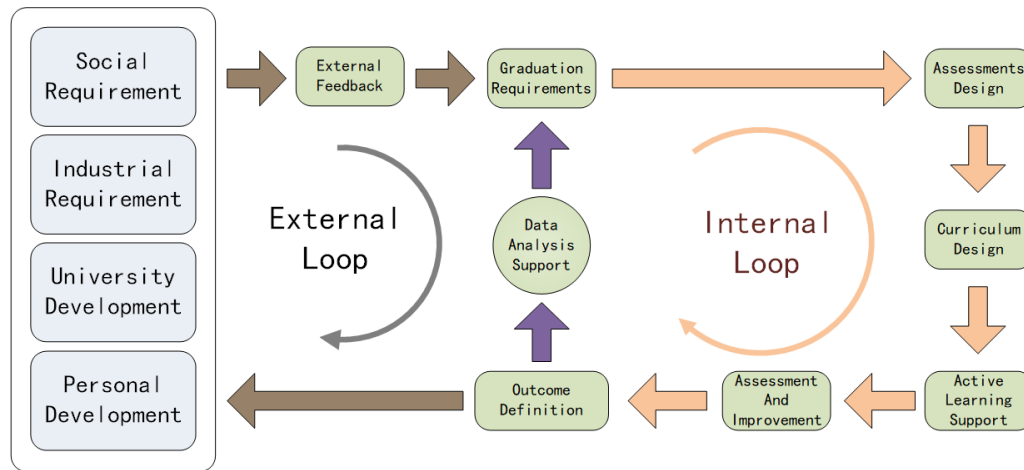 Social
Requirement
Industrial
Requirement
University
Development
Personal
Development
External
Feedback
Graduation
Requirements
Assessments
Design
External
Loop
Data
Analysis
Support
Internal
Loop
Curriculum
Design
Outcome
Definition
Assessment
And
Improvement
Active
Learning
Support